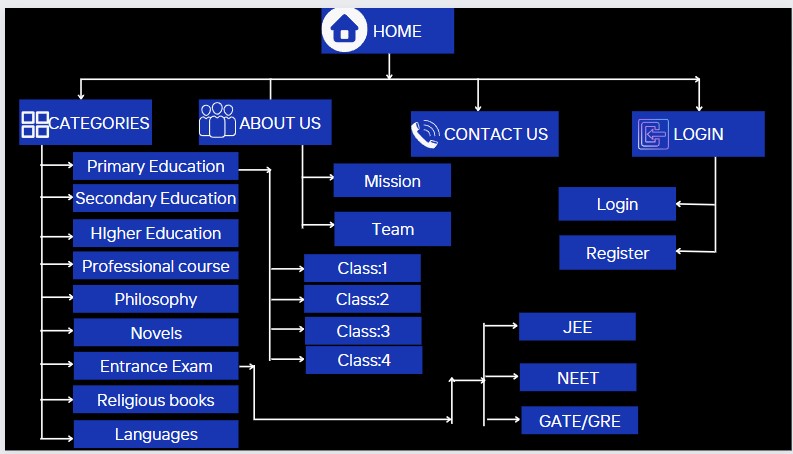 HOME
CATEGORIES
ABOUT US
CONTACT US
LOGIN
Primary Education
Secondary Education
HIgher Education
Professional course
Philosophy
Novels
Entrance Exam
Religious books
Languages
Mission
Team
Class:1
Class:2
Class:3
Class:4
Login
Register
JEE
NEET
GATE/GRE